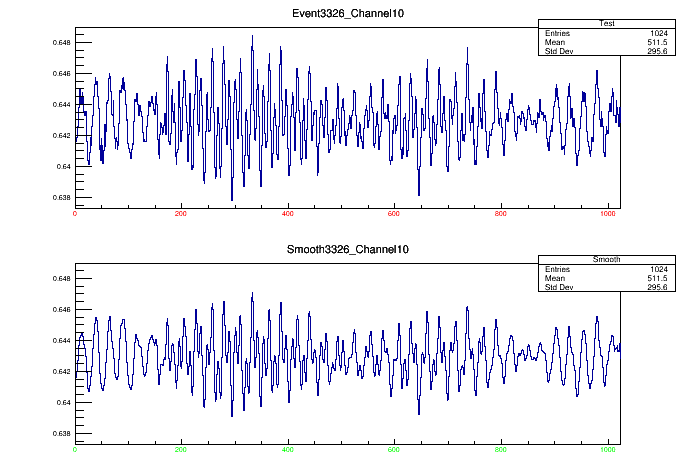 Event3326_Channel10
Test
Entries 1024
Mean 511.5
Std Dev 295.6
0.648
0.646
0.644
0.642
0.64
0.638
0 200 400 600 800 1000
Smooth3326_Channel10
Smooth
Entries 1024
Mean 511.5
Std Dev 295.6
0.648
0.646
0.644
0.642
0.64
0.638
0 200 400 600 800 1000